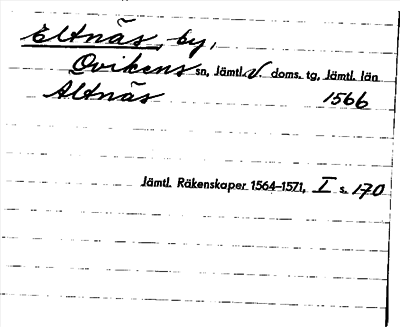 Eltnäs, by,
Ovikens sn, Jämtl. V. doms. tg, Jämtl. län
Altnäs 1566
Jämtl. Räkenskaper 1564-1571, I s. 170